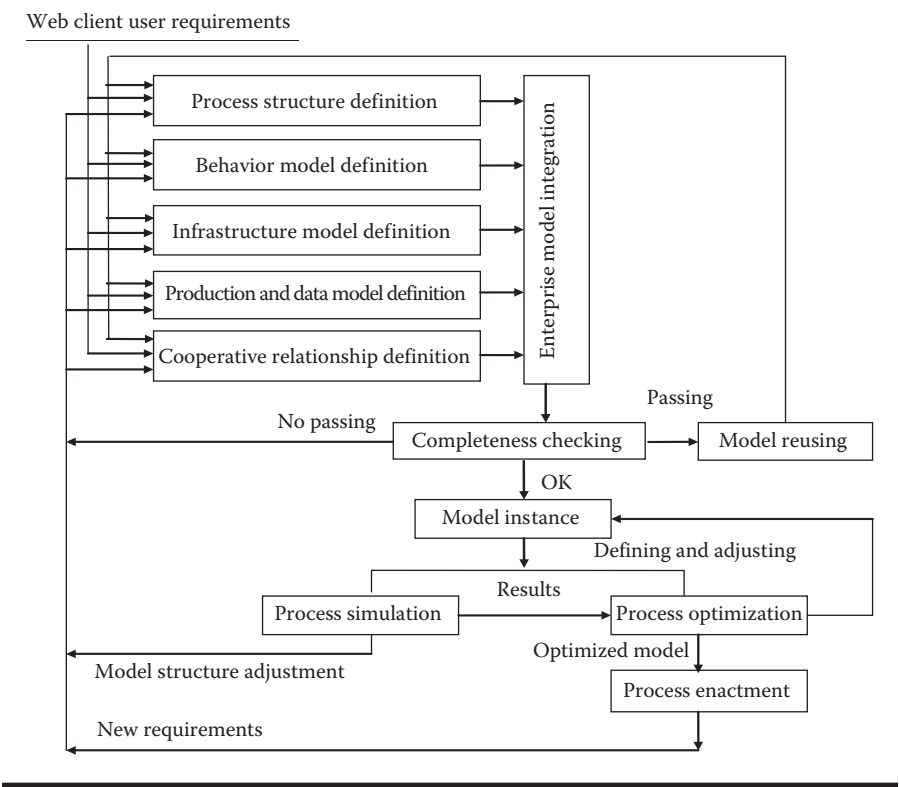 Web client user requirements
Process structure definition
Behavior model definition
Infrastructure model definition
Production and data model definition
Cooperative relationship definition
Enterprise model integration
Passing
No passing
Completeness checking
Model reusing
OK
Model instance
Defining and adjusting
Results
Process simulation
Process optimization
Optimized model
Model structure adjustment
Process enactment
New requirements